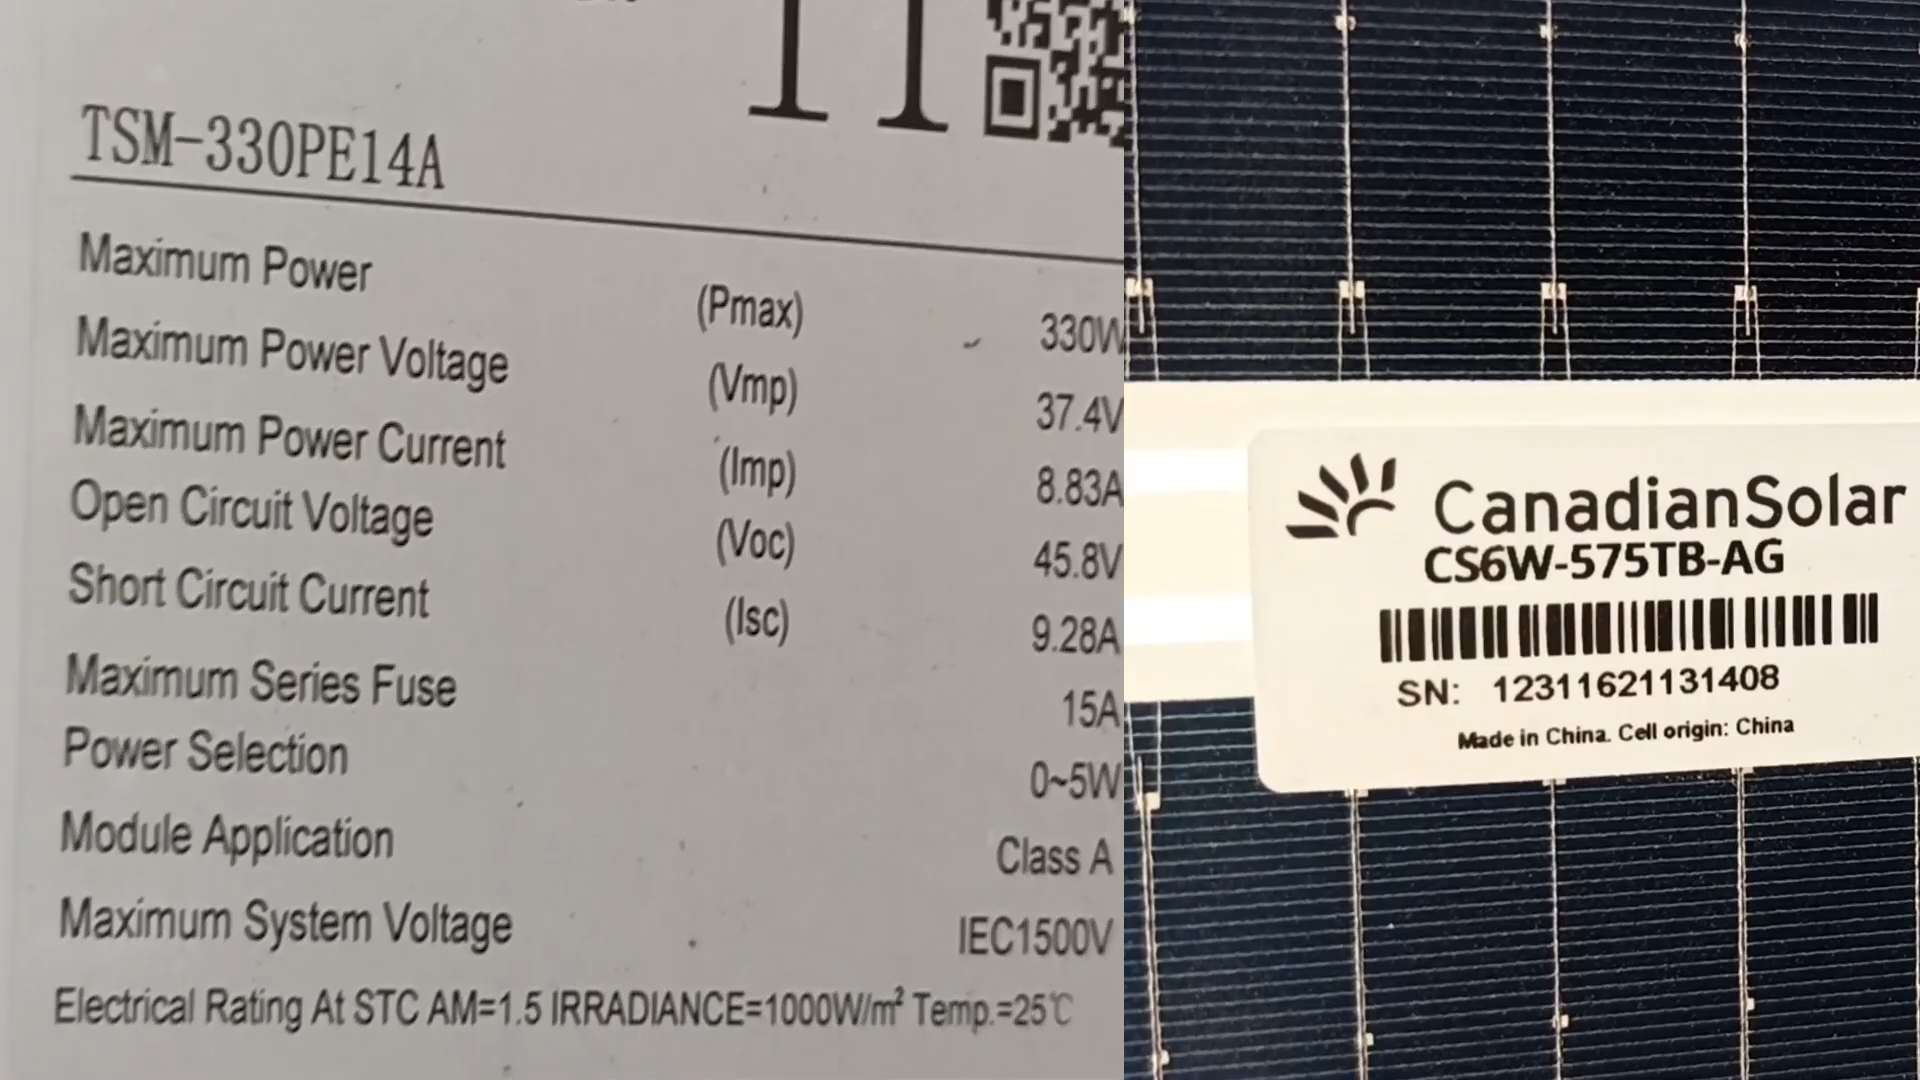 TSM-330PE14A
Maximum Power (Pmax) 330W
Maximum Power Voltage (Vmp) 37.4V
Maximum Power Current (Imp) 8.83A
Open Circuit Voltage (Voc) 45.8V
Short Circuit Current (Isc) 9.28A
Maximum Series Fuse 15A
Power Selection 0~5W
Module Application Class A
Maximum System Voltage IEC1500V
Electrical Rating At STC AM=1.5 IRRADIANCE=1000W/m² Temp.=25℃
CanadianSolar
CS6W-575TB-AG
SN: 12311621131408
Made in China. Cell origin: China